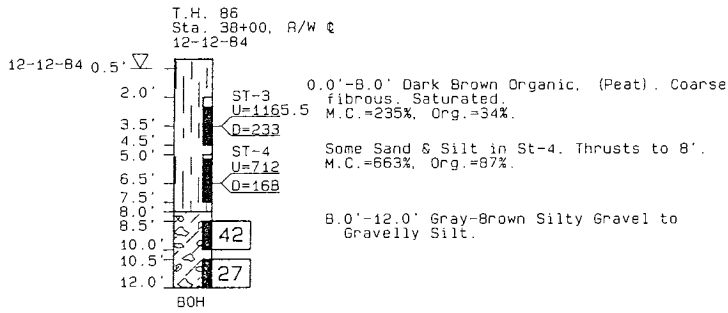 T.H. 86
Sta. 38+00, R/W ℄
12-12-84
12-12-84 0.5'
2.0'
3.5'
4.5'
5.0'
6.5'
7.5'
8.0'
8.5'
10.0'
10.5'
12.0'
ST-3
U=1165.5
D=233
ST-4
U=712
D=168
42
27
BOH
0.0'-8.0' Dark Brown Organic, (Peat). Coarse
fibrous. Saturated.
M.C.=235%, Org.=34%.
Some Sand & Silt in St-4. Thrusts to 8'.
M.C.=663%, Org.=87%.
8.0'-12.0' Gray-Brown Silty Gravel to
Gravelly Silt.